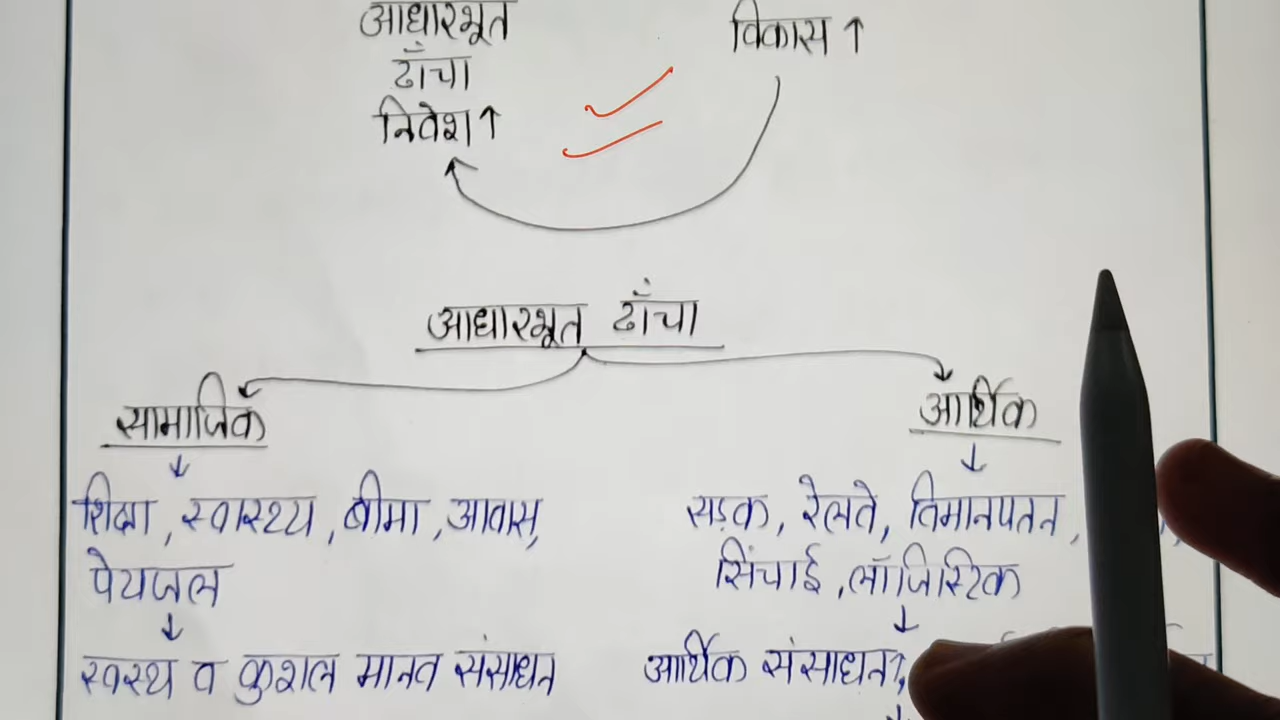 आधारभूत
ढाँचा
निवेश↑
विकास↑
आधारभूत ढाँचा
सामाजिक
आर्थिक
↓
↓
शिक्षा, स्वास्थ्य, बीमा, आवास,
पेयजल
सड़क, रेलवे, विमानपतन,
सिंचाई, लॉजिस्टिक
↓
↓
स्वस्थ व कुशल मानव संसाधन
आर्थिक संसाधन↑,